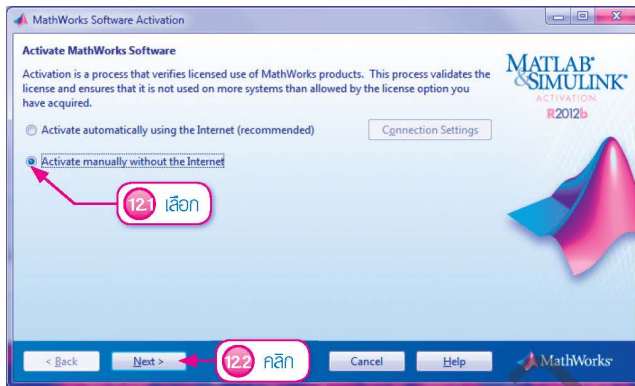 MathWorks Software Activation
Activate MathWorks Software
Activation is a process that verifies licensed use of MathWorks products. This process validates the
license and ensures that it is not used on more systems than allowed by the license option you
have acquired.
Activate automatically using the Internet (recommended)
Connection Settings
Activate manually without the Internet
12.1 เลือก
MATLAB®
&SIMULINK®
ACTIVATION
R2012b
< Back
Next >
12.2 คลิก
Cancel
Help
MathWorks®